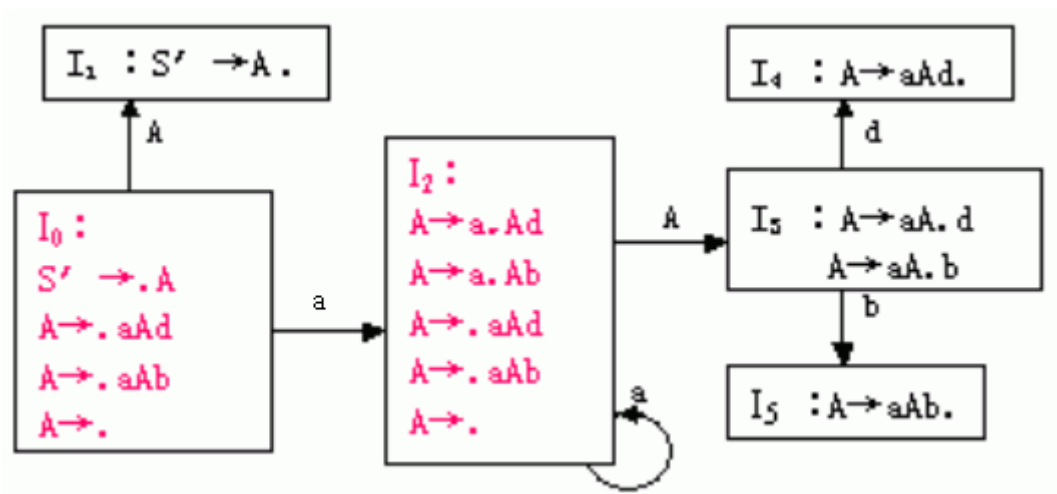 I₁ :S′ →A.
A
I₀:
S′ →.A
A→.aAd
A→.aAb
A→.
a
I₂:
A→a.Ad
A→a.Ab
A→.aAd
A→.aAb
A→.
a
A
I₄ :A→aAd.
d
I₃ :A→aA.d
A→aA.b
b
I₅ :A→aAb.